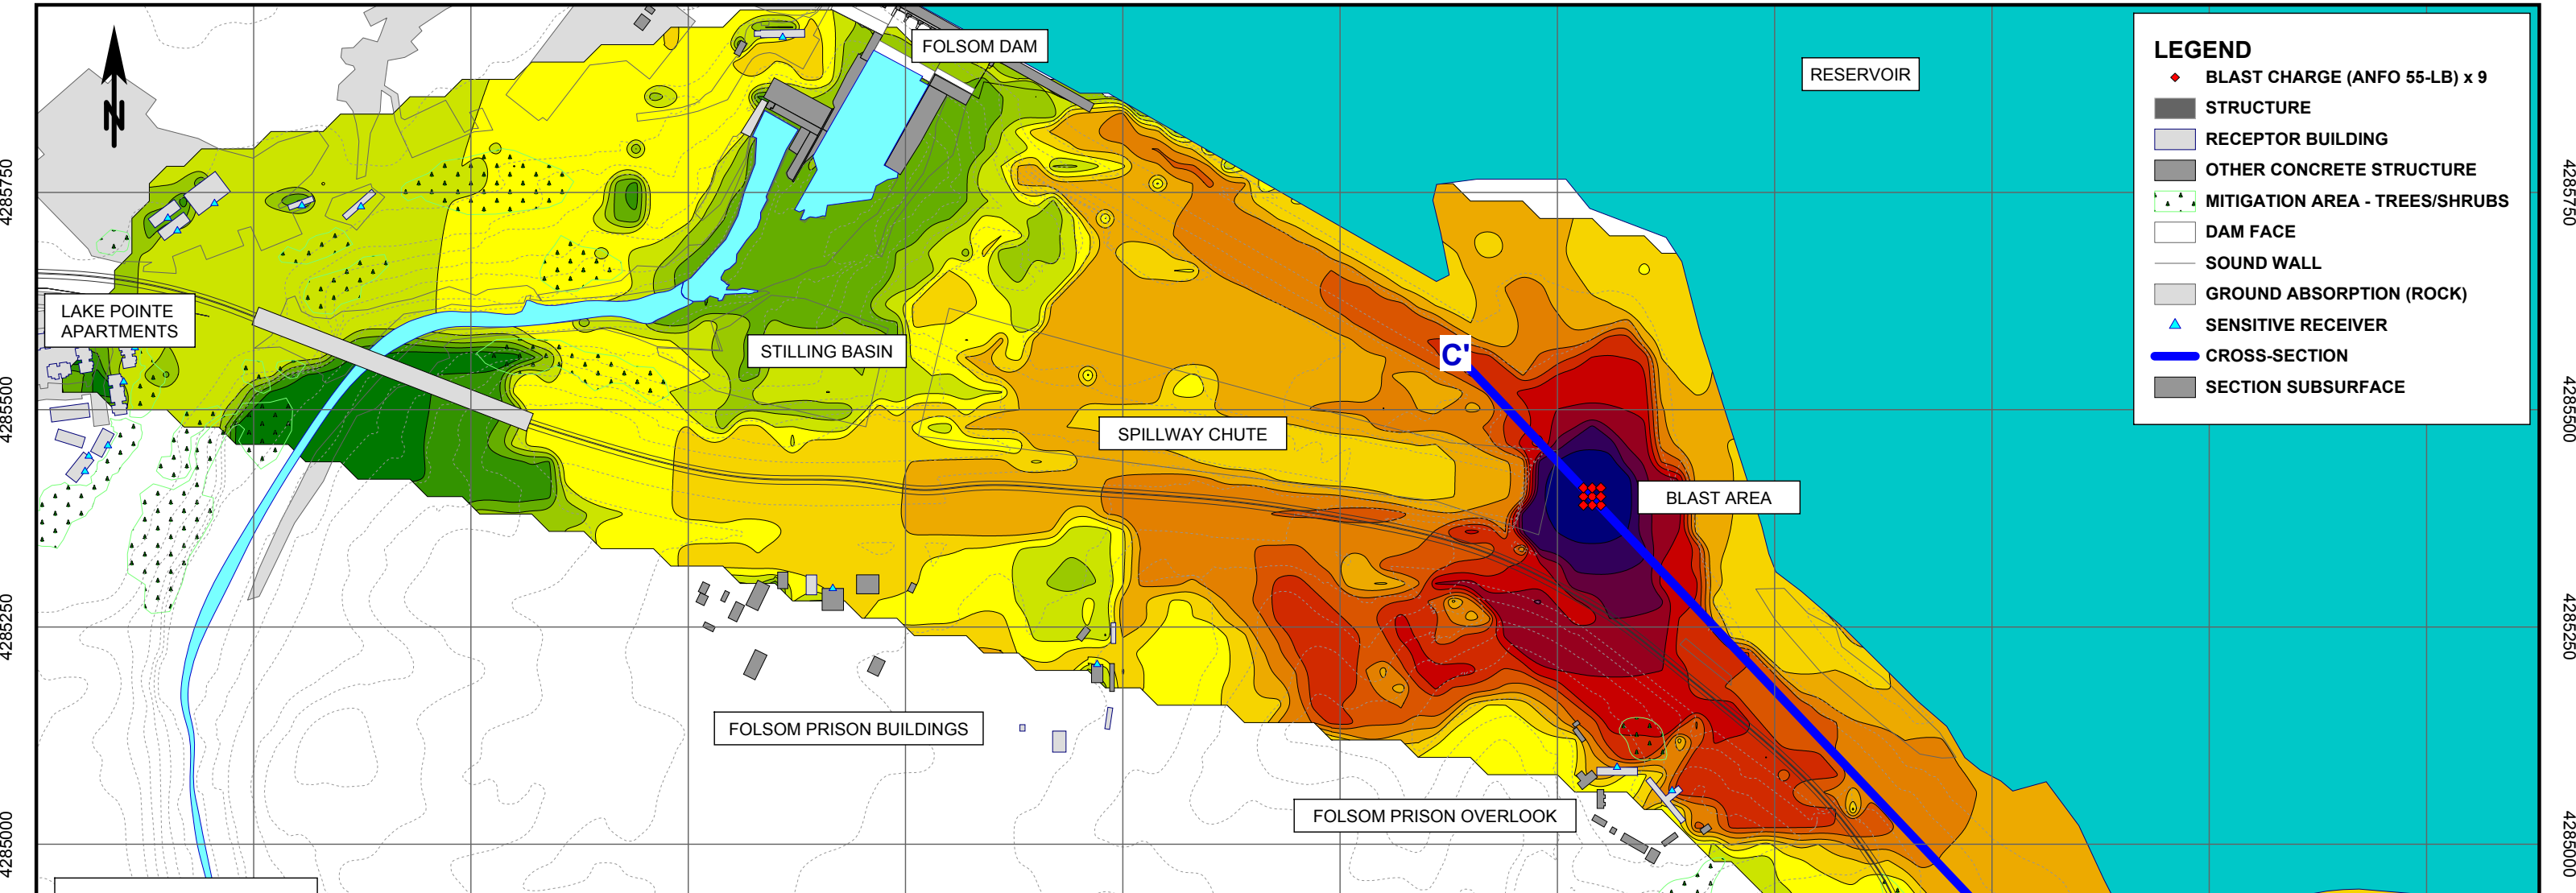 N
FOLSOM DAM
RESERVOIR
LEGEND
BLAST CHARGE (ANFO 55-LB) x 9
STRUCTURE
RECEPTOR BUILDING
OTHER CONCRETE STRUCTURE
MITIGATION AREA - TREES/SHRUBS
DAM FACE
SOUND WALL
GROUND ABSORPTION (ROCK)
SENSITIVE RECEIVER
CROSS-SECTION
SECTION SUBSURFACE
4285750
4285750
LAKE POINTE
APARTMENTS
STILLING BASIN
C'
4285500
4285500
SPILLWAY CHUTE
BLAST AREA
4285250
4285250
FOLSOM PRISON BUILDINGS
FOLSOM PRISON OVERLOOK
4285000
4285000